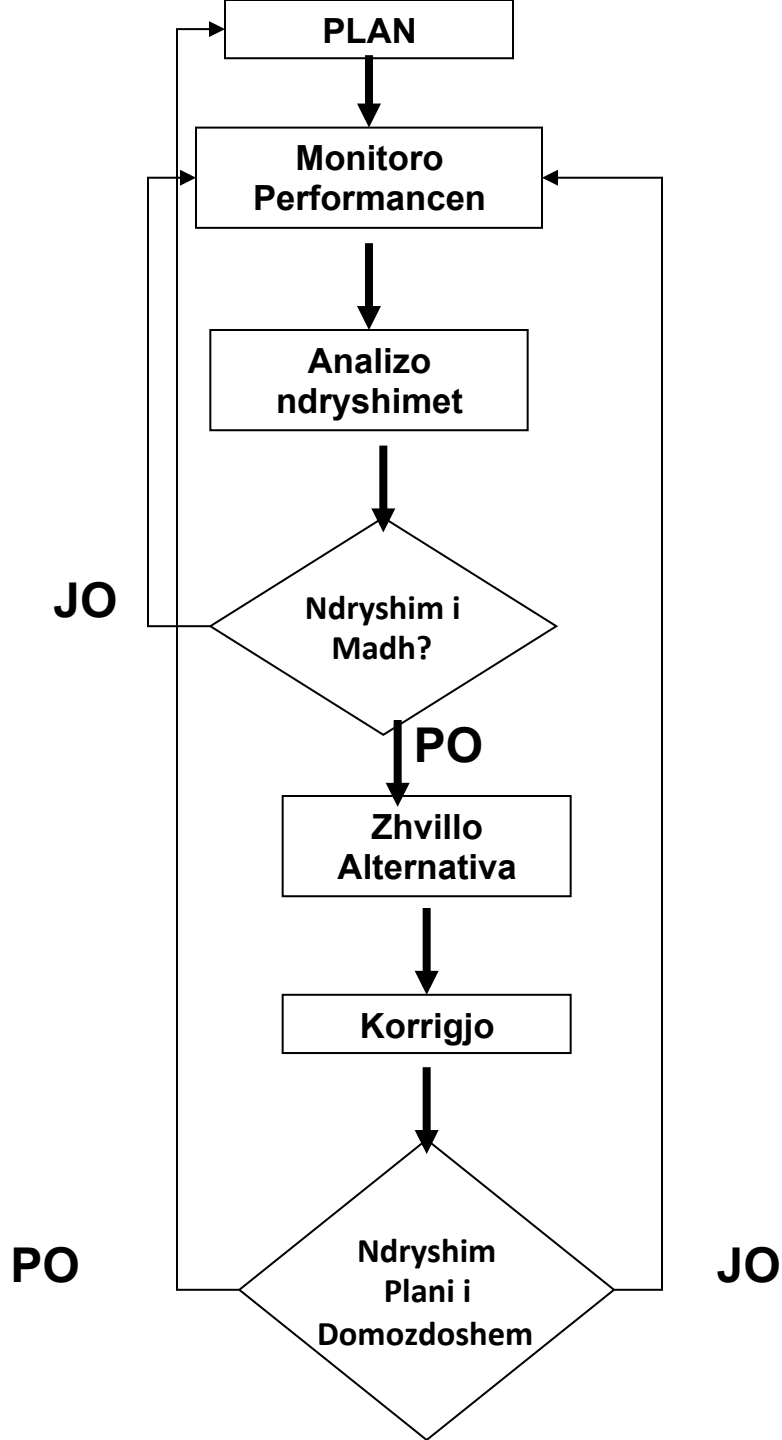 PLAN
Monitoro
Performancen
Analizo
ndryshimet
JO
Ndryshim i
Madh?
PO
Zhvillo
Alternativa
Korrigjo
PO
Ndryshim
Plani i
Domozdoshem
JO